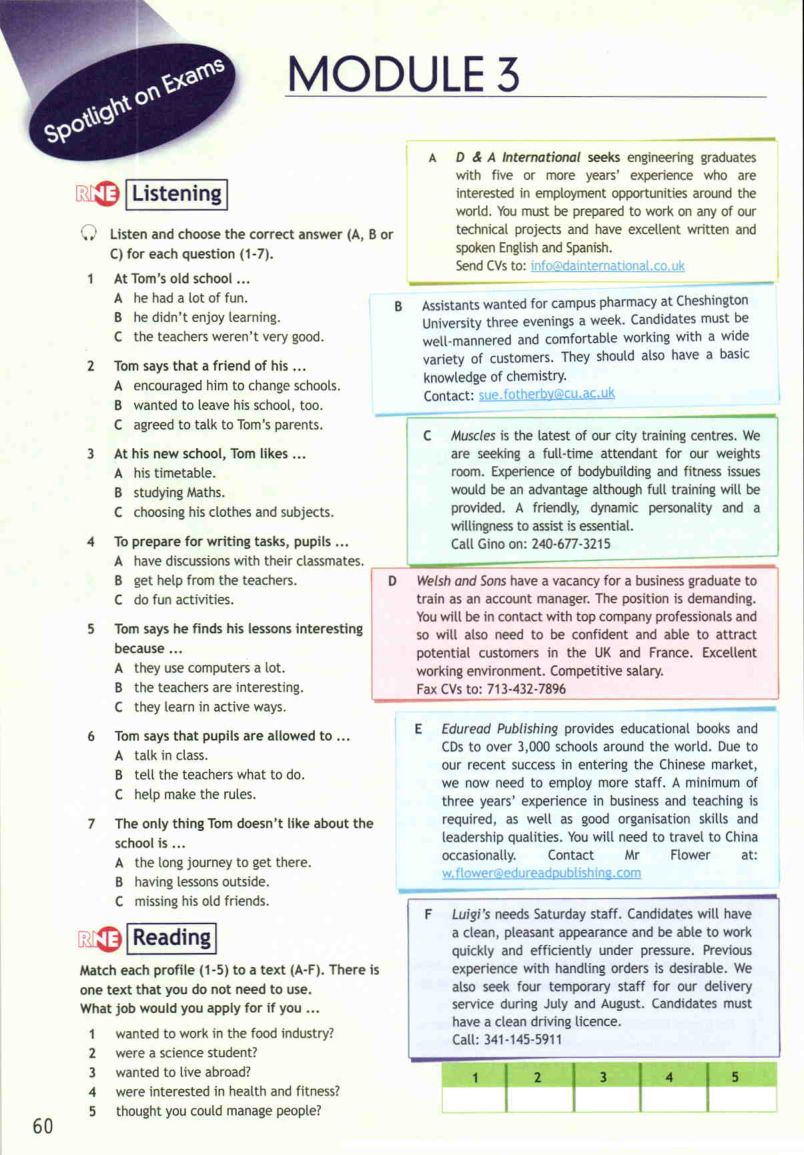 Spotlight on Exams
MODULE 3
RNE Listening
Listen and choose the correct answer (A, B or
C) for each question (1-7).
1 At Tom's old school ...
A he had a lot of fun.
B he didn't enjoy learning.
C the teachers weren't very good.
2 Tom says that a friend of his ...
A encouraged him to change schools.
B wanted to leave his school, too.
C agreed to talk to Tom's parents.
3 At his new school, Tom likes ...
A his timetable.
B studying Maths.
C choosing his clothes and subjects.
4 To prepare for writing tasks, pupils ...
A have discussions with their classmates.
B get help from the teachers.
C do fun activities.
5 Tom says he finds his lessons interesting
because ...
A they use computers a lot.
B the teachers are interesting.
C they learn in active ways.
6 Tom says that pupils are allowed to ...
A talk in class.
B tell the teachers what to do.
C help make the rules.
7 The only thing Tom doesn't like about the
school is ...
A the long journey to get there.
B having lessons outside.
C missing his old friends.
RNE Reading
Match each profile (1-5) to a text (A-F). There is
one text that you do not need to use.
What job would you apply for if you ...
1 wanted to work in the food industry?
2 were a science student?
3 wanted to live abroad?
4 were interested in health and fitness?
5 thought you could manage people?
A D & A International seeks engineering graduates
with five or more years' experience who are
interested in employment opportunities around the
world. You must be prepared to work on any of our
technical projects and have excellent written and
spoken English and Spanish.
Send CVs to: info@dainternational.co.uk
B Assistants wanted for campus pharmacy at Cheshington
University three evenings a week. Candidates must be
well-mannered and comfortable working with a wide
variety of customers. They should also have a basic
knowledge of chemistry.
Contact: sue.fotherby@cu.ac.uk
C Muscles is the latest of our city training centres. We
are seeking a full-time attendant for our weights
room. Experience of bodybuilding and fitness issues
would be an advantage although full training will be
provided. A friendly, dynamic personality and a
willingness to assist is essential.
Call Gino on: 240-677-3215
D Welsh and Sons have a vacancy for a business graduate to
train as an account manager. The position is demanding.
You will be in contact with top company professionals and
so will also need to be confident and able to attract
potential customers in the UK and France. Excellent
working environment. Competitive salary.
Fax CVs to: 713-432-7896
E Eduread Publishing provides educational books and
CDs to over 3,000 schools around the world. Due to
our recent success in entering the Chinese market,
we now need to employ more staff. A minimum of
three years' experience in business and teaching is
required, as well as good organisation skills and
leadership qualities. You will need to travel to China
occasionally. Contact Mr Flower at:
w.flower@edureadpublishing.com
F Luigi's needs Saturday staff. Candidates will have
a clean, pleasant appearance and be able to work
quickly and efficiently under pressure. Previous
experience with handling orders is desirable. We
also seek four temporary staff for our delivery
service during July and August. Candidates must
have a clean driving licence.
Call: 341-145-5911
1 2 3 4 5
60